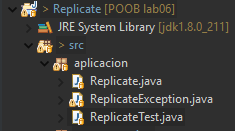 > Replicate [POOB lab06]
JRE System Library [jdk1.8.0_211]
> src
aplicacion
Replicate.java
ReplicateException.java
ReplicateTest.java